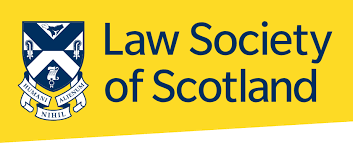 Law Society
of Scotland
HUMANI
NIHIL
ALIENUM